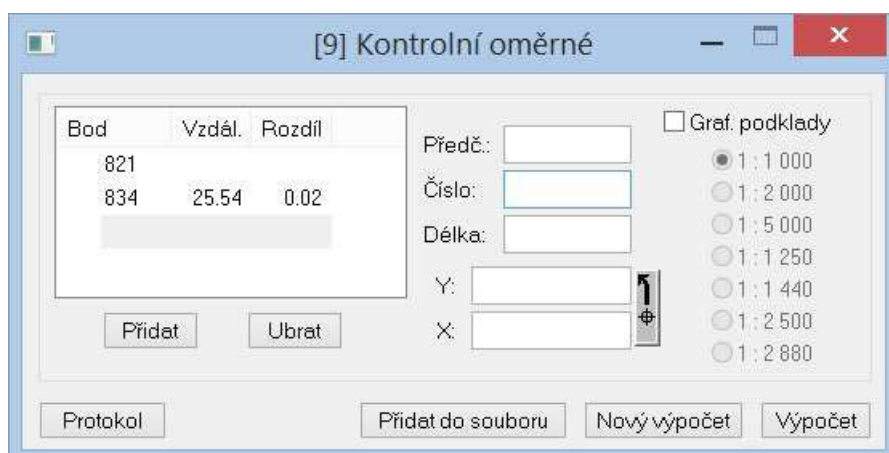 [9] Kontrolní oměrné
Bod Vzdál. Rozdíl
821
834 25.54 0.02
Přidat Ubrat
Předč.:
Číslo:
Délka:
Y:
X:
Graf. podklady
1 : 1 000
1 : 2 000
1 : 5 000
1 : 1 250
1 : 1 440
1 : 2 500
1 : 2 880
Protokol Přidat do souboru Nový výpočet Výpočet